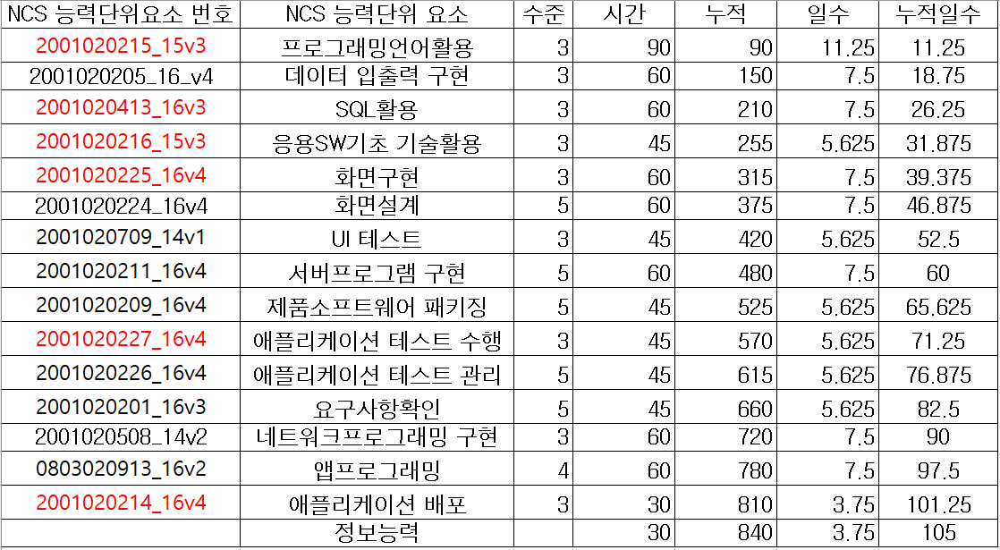 NCS 능력단위요소 번호 NCS 능력단위 요소 수준 시간 누적 일수 누적일수
2001020215_15v3 프로그래밍언어활용 3 90 90 11.25 11.25
2001020205_16_v4 데이터 입출력 구현 3 60 150 7.5 18.75
2001020413_16v3 SQL활용 3 60 210 7.5 26.25
2001020216_15v3 응용SW기초 기술활용 3 45 255 5.625 31.875
2001020225_16v4 화면구현 3 60 315 7.5 39.375
2001020224_16v4 화면설계 5 60 375 7.5 46.875
2001020709_14v1 UI 테스트 3 45 420 5.625 52.5
2001020211_16v4 서버프로그램 구현 5 60 480 7.5 60
2001020209_16v4 제품소프트웨어 패키징 5 45 525 5.625 65.625
2001020227_16v4 애플리케이션 테스트 수행 3 45 570 5.625 71.25
2001020226_16v4 애플리케이션 테스트 관리 5 45 615 5.625 76.875
2001020201_16v3 요구사항확인 5 45 660 5.625 82.5
2001020508_14v2 네트워크프로그래밍 구현 3 60 720 7.5 90
0803020913_16v2 앱프로그래밍 4 60 780 7.5 97.5
2001020214_16v4 애플리케이션 배포 3 30 810 3.75 101.25
정보능력 30 840 3.75 105